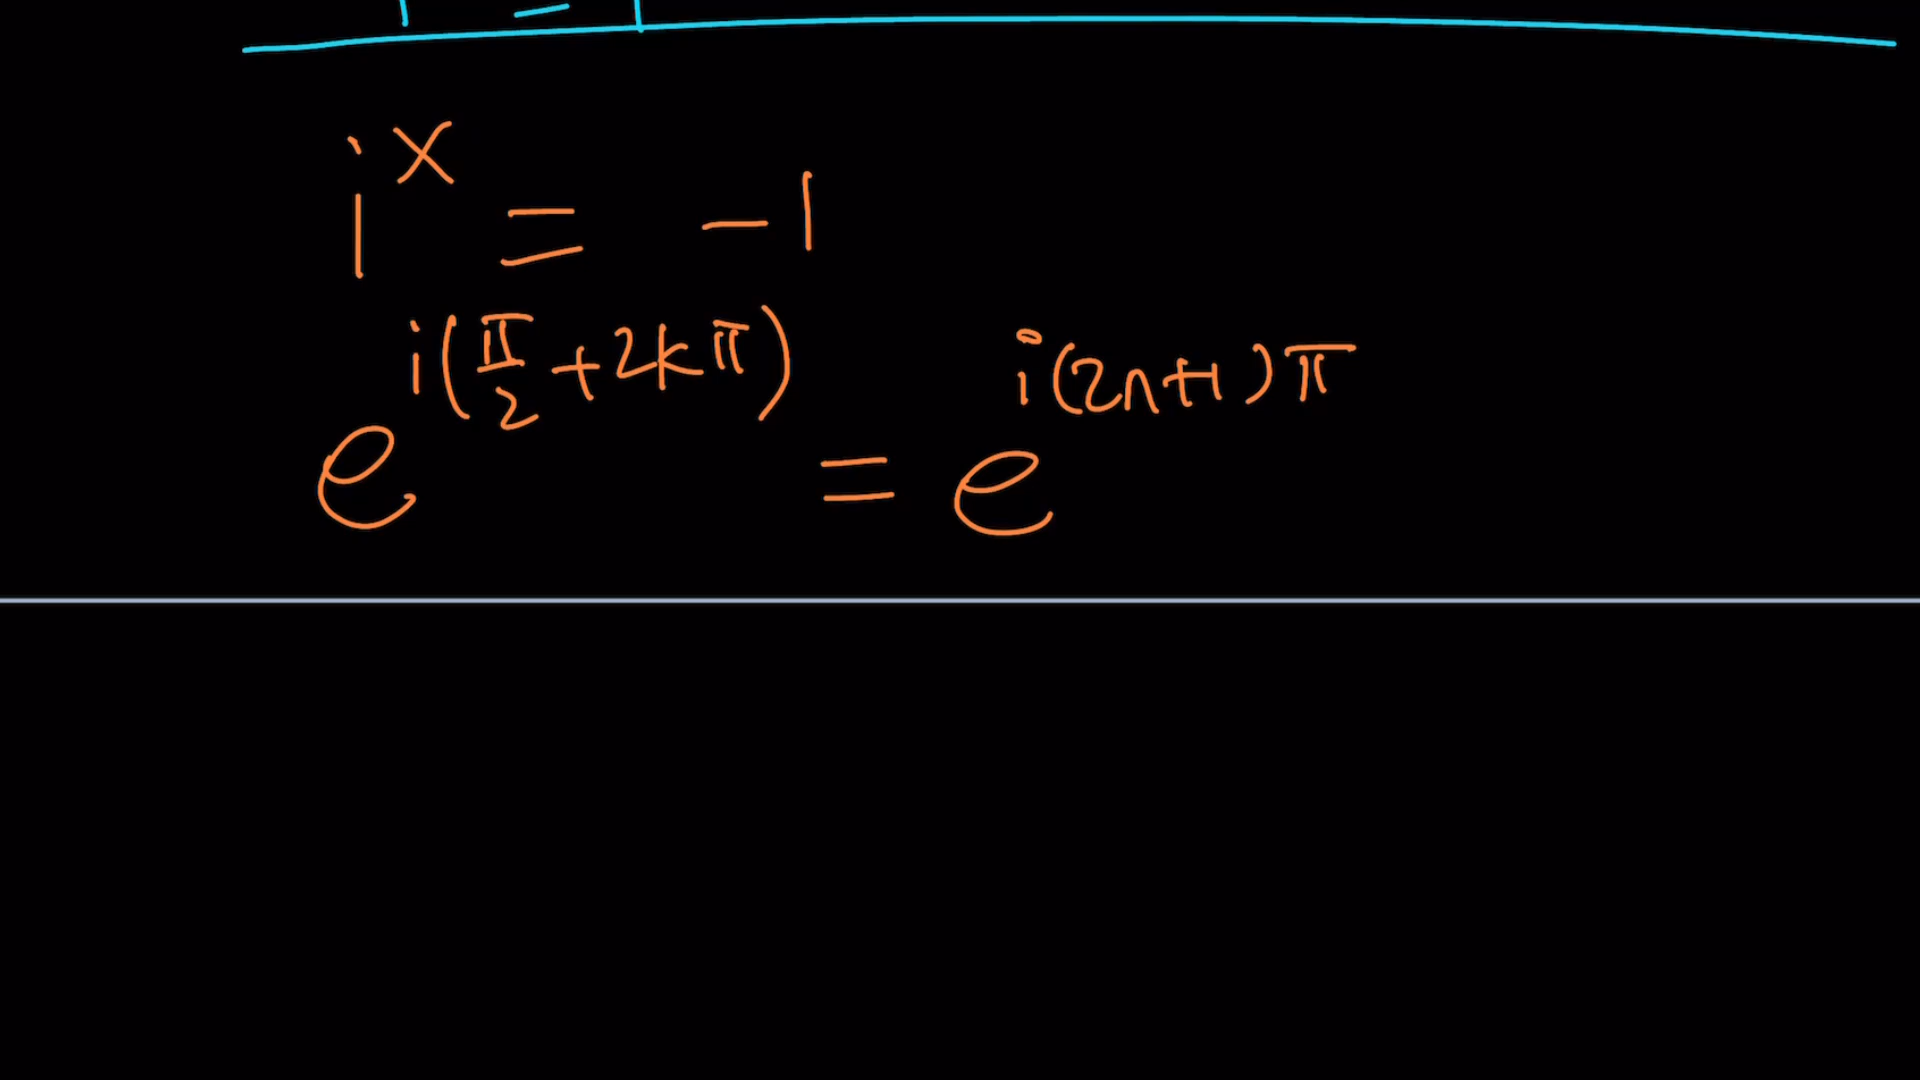 i^x = -1
e^{i(π/2 + 2kπ)} = e^{i(2n+1)π}